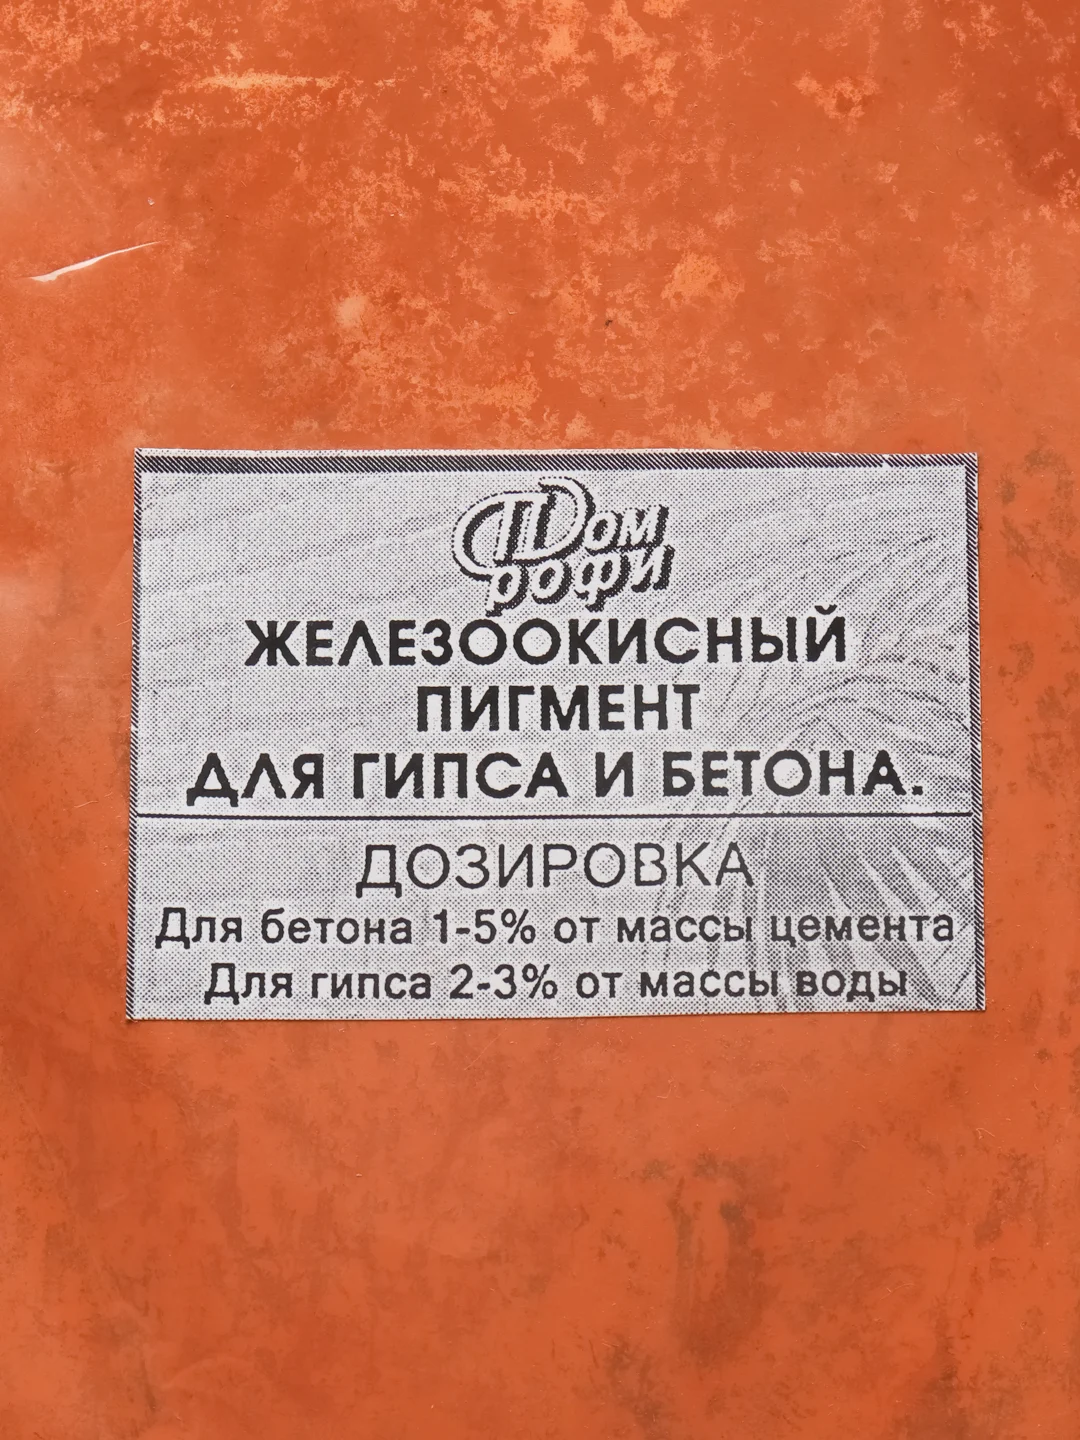 Дом
Профи
ЖЕЛЕЗООКИСНЫЙ
ПИГМЕНТ
ДЛЯ ГИПСА И БЕТОНА.
ДОЗИРОВКА
Для бетона 1-5% от массы цемента
Для гипса 2-3% от массы воды